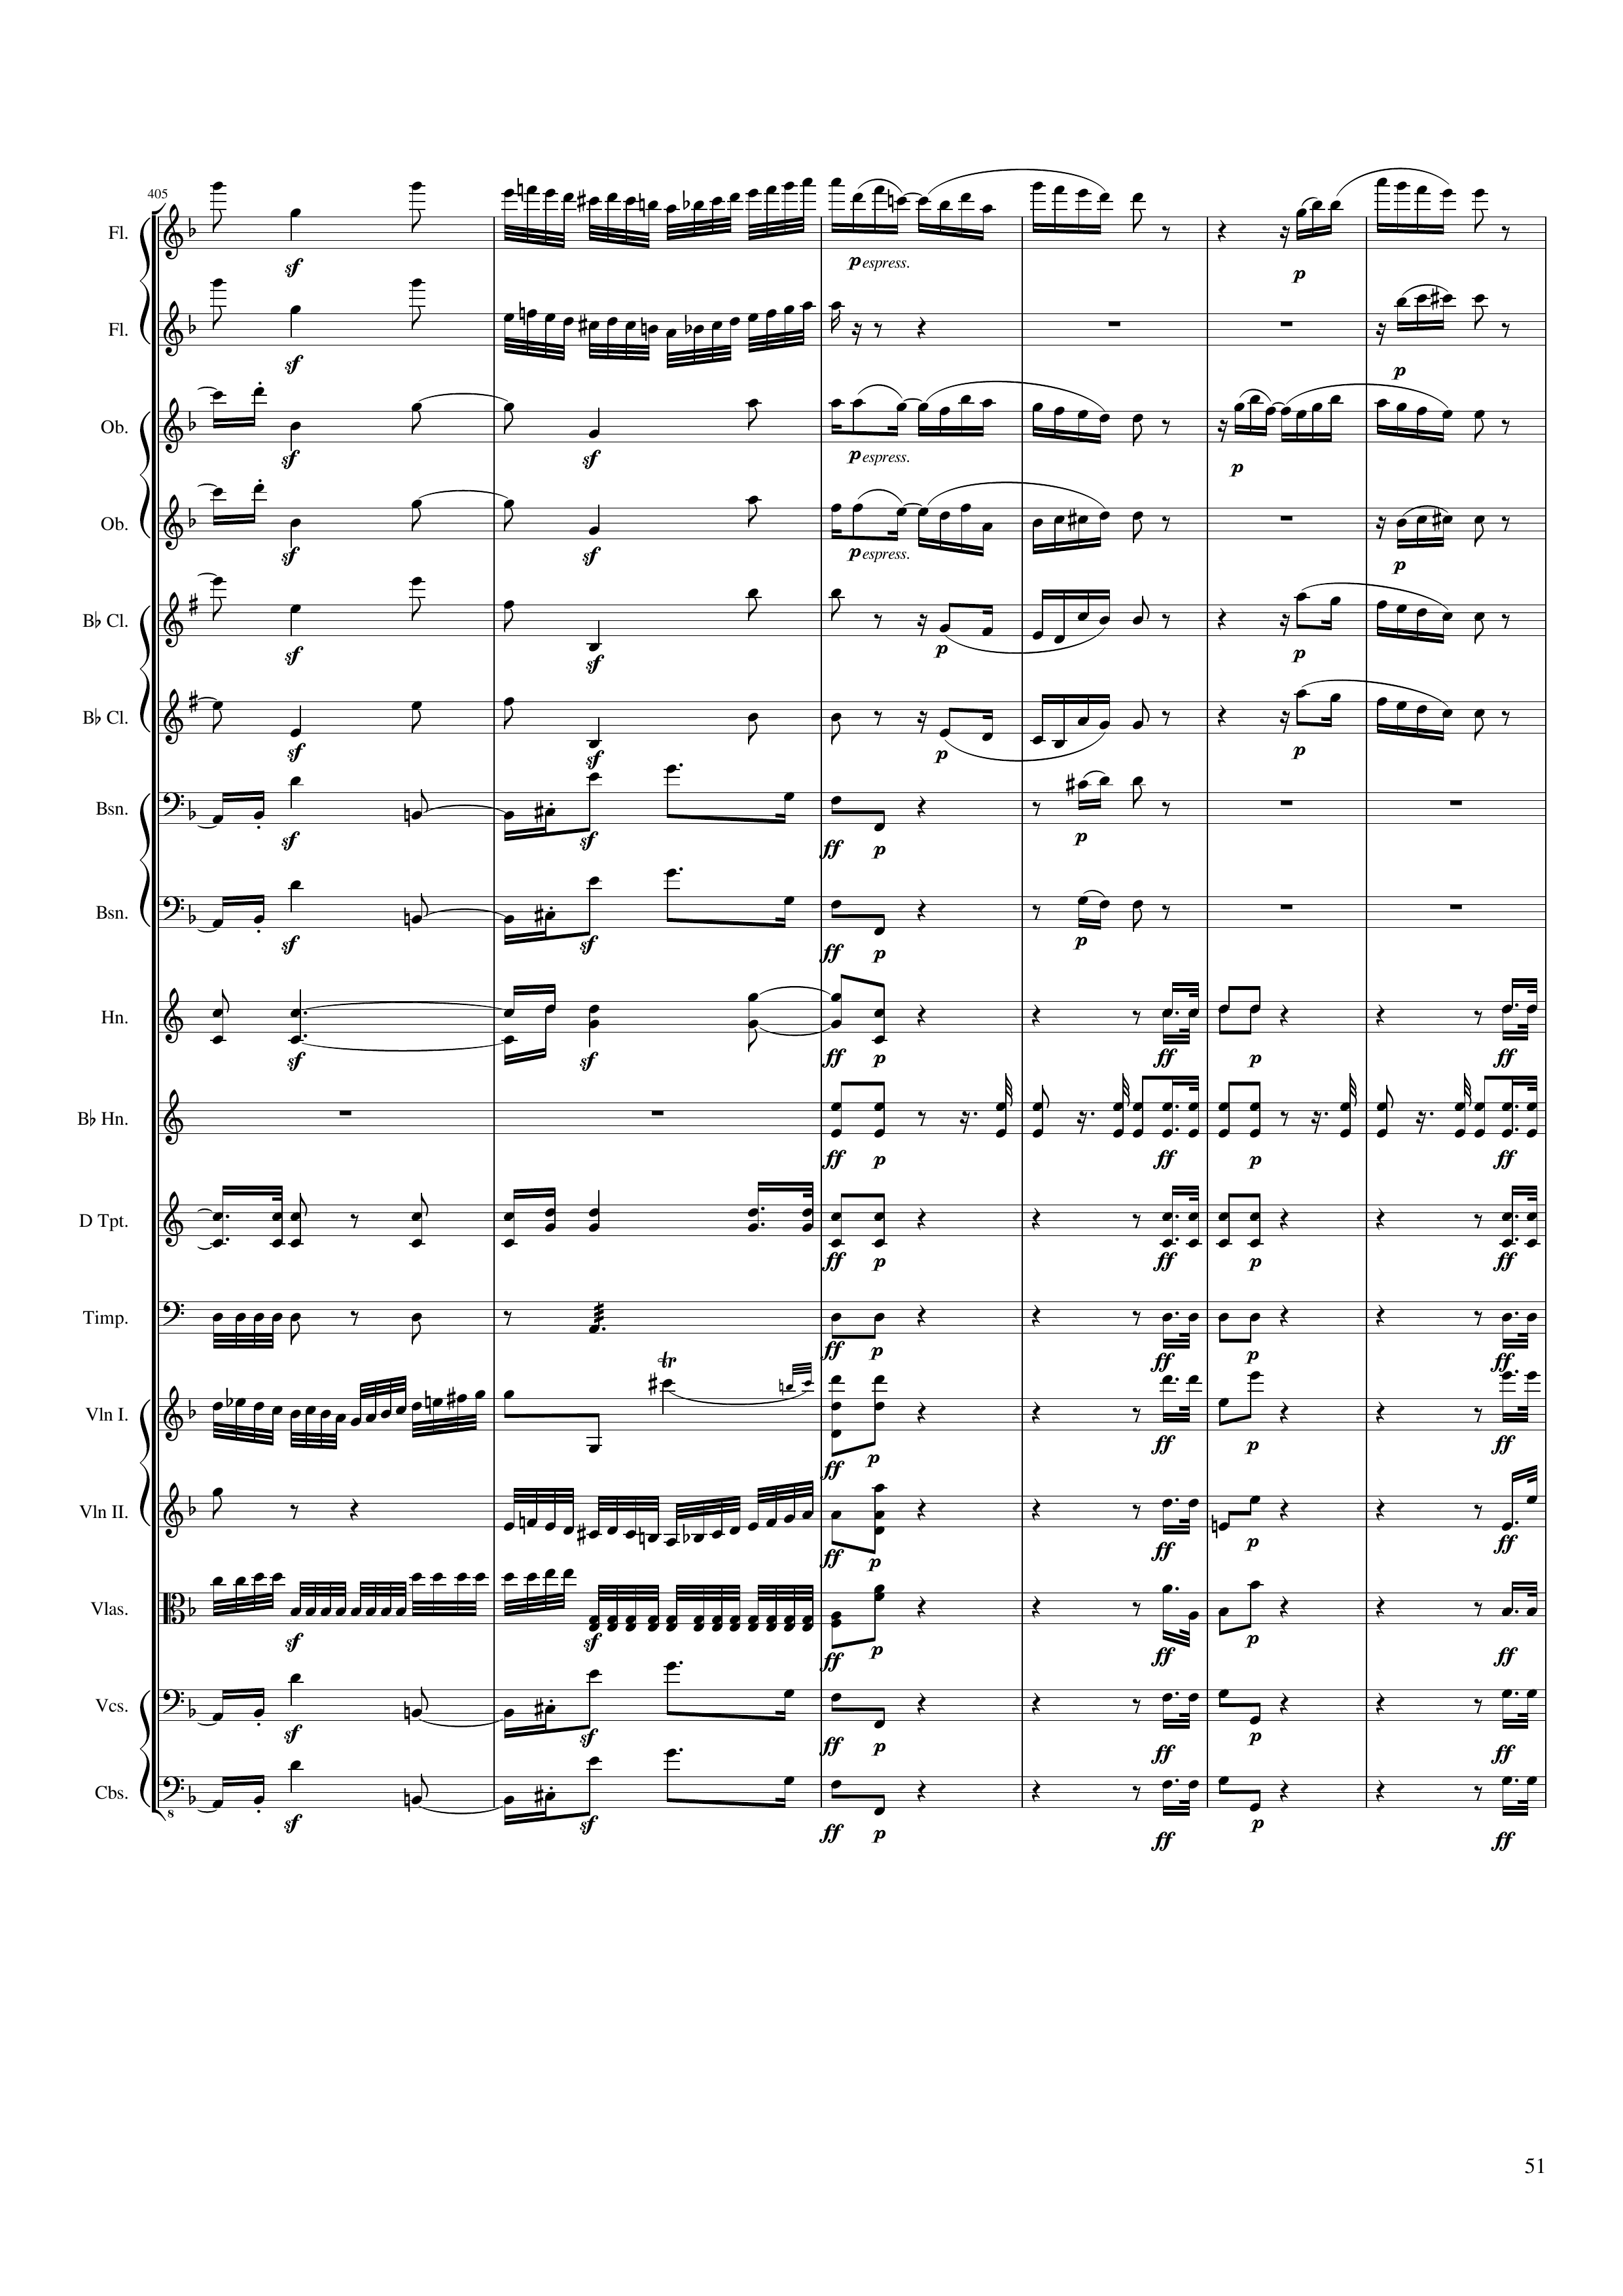 405
Fl.
sf
p espress.
p
Fl.
sf
p
Ob.
sf sf
p espress.
p
Ob.
sf sf
p espress.
p
B♭ Cl.
sf sf p p
B♭ Cl.
sf sf p p
Bsn.
sf sf ff p p
Bsn.
sf sf ff p p
Hn.
sf sf ff p ff p ff
B♭ Hn.
ff p ff p ff
D Tpt.
ff p ff p ff
Timp.
ff p ff p ff
tr
Vln I.
ff p ff p ff
Vln II.
ff p ff p ff
Vlas.
sf sf ff p ff p ff
Vcs.
sf sf ff p ff p ff
Cbs.
8
sf sf ff p ff p ff
51